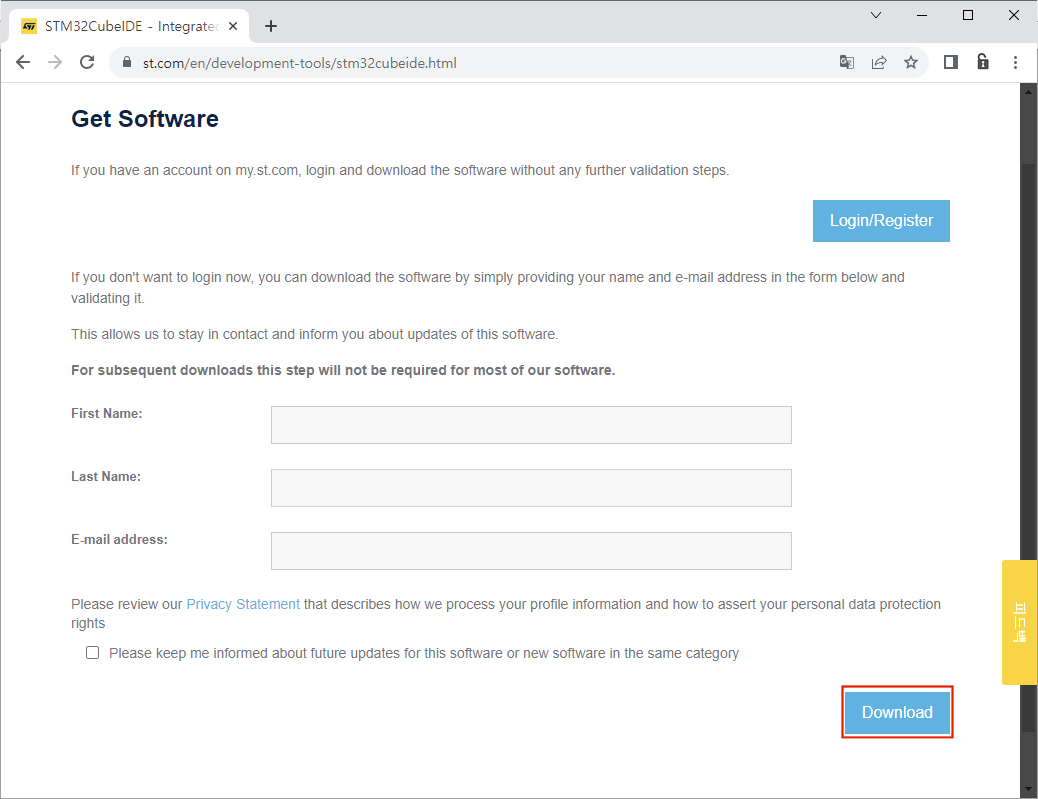 STM32CubeIDE - Integrate
st.com/en/development-tools/stm32cubeide.html
Get Software
If you have an account on my.st.com, login and download the software without any further validation steps.
Login/Register
If you don't want to login now, you can download the software by simply providing your name and e-mail address in the form below and
validating it.
This allows us to stay in contact and inform you about updates of this software.
For subsequent downloads this step will not be required for most of our software.
First Name:
Last Name:
E-mail address:
Please review our Privacy Statement that describes how we process your profile information and how to assert your personal data protection
rights
피드백
Please keep me informed about future updates for this software or new software in the same category
Download